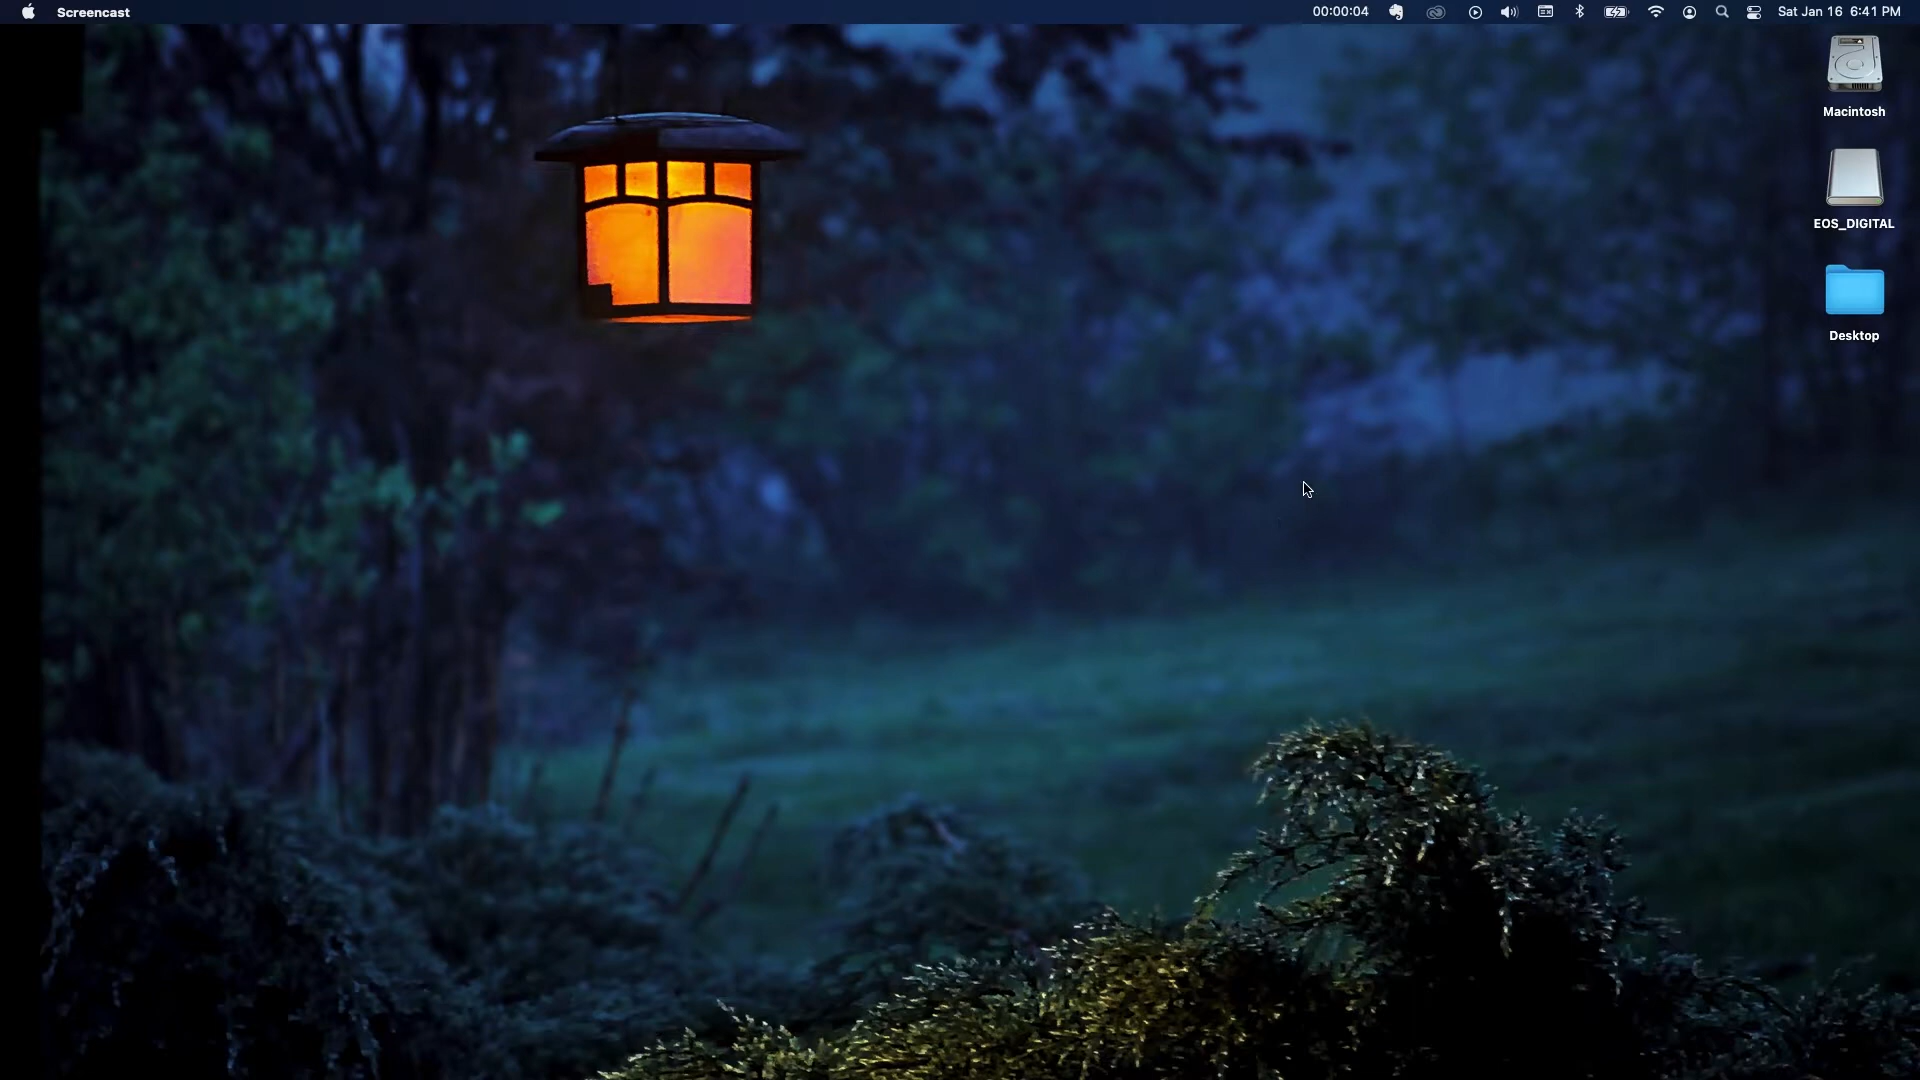 Screencast
00:00:04
Sat Jan 16 6:41 PM
Macintosh
EOS_DIGITAL
Desktop